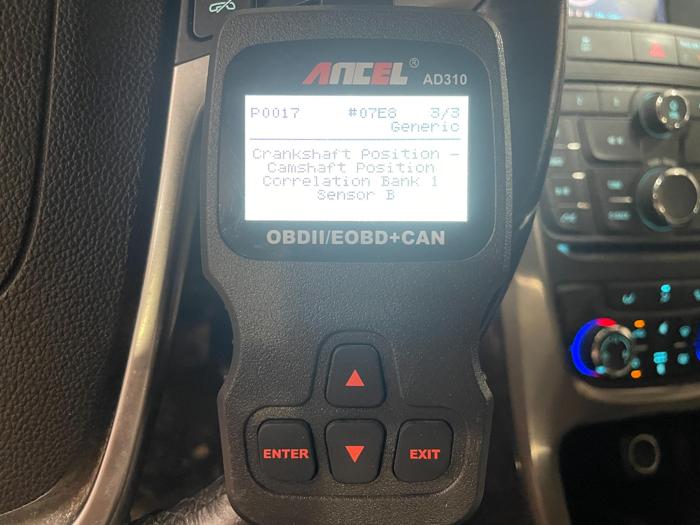 ANCEL®
AD310
P0017 #07E8 3/3
Generic
Crankshaft Position -
Camshaft Position
Correlation Bank 1
Sensor B
OBDII/EOBD+CAN
ENTER
EXIT